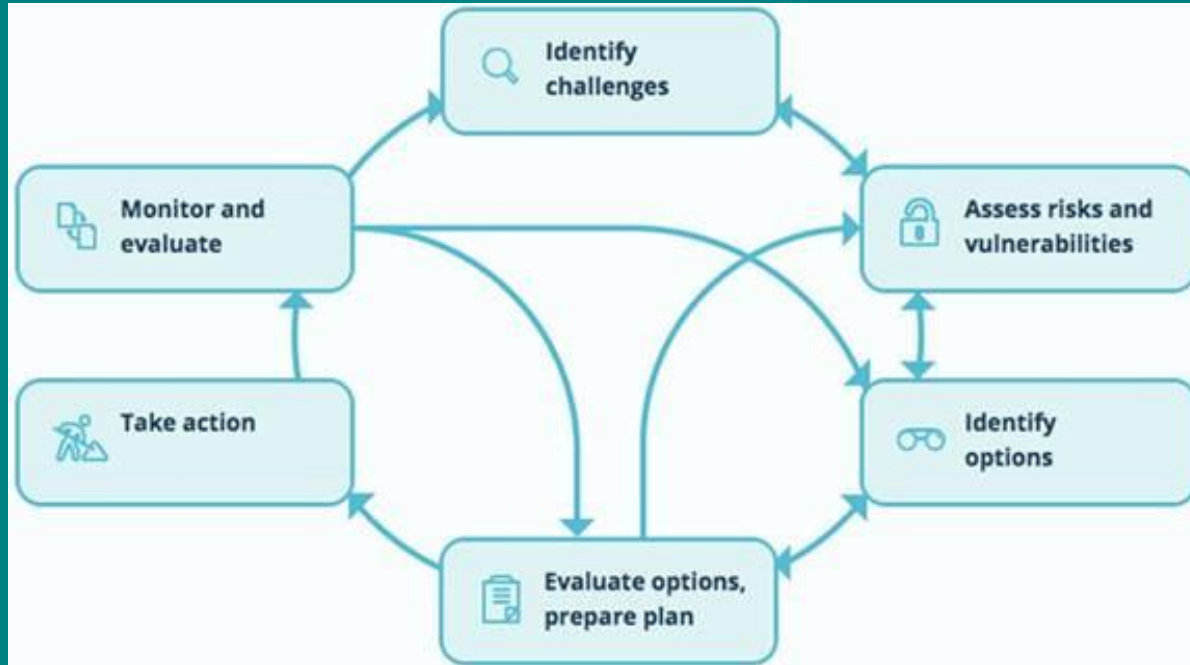 Identify
challenges
Assess risks and
vulnerabilities
Identify
options
Evaluate options,
prepare plan
Take action
Monitor and
evaluate